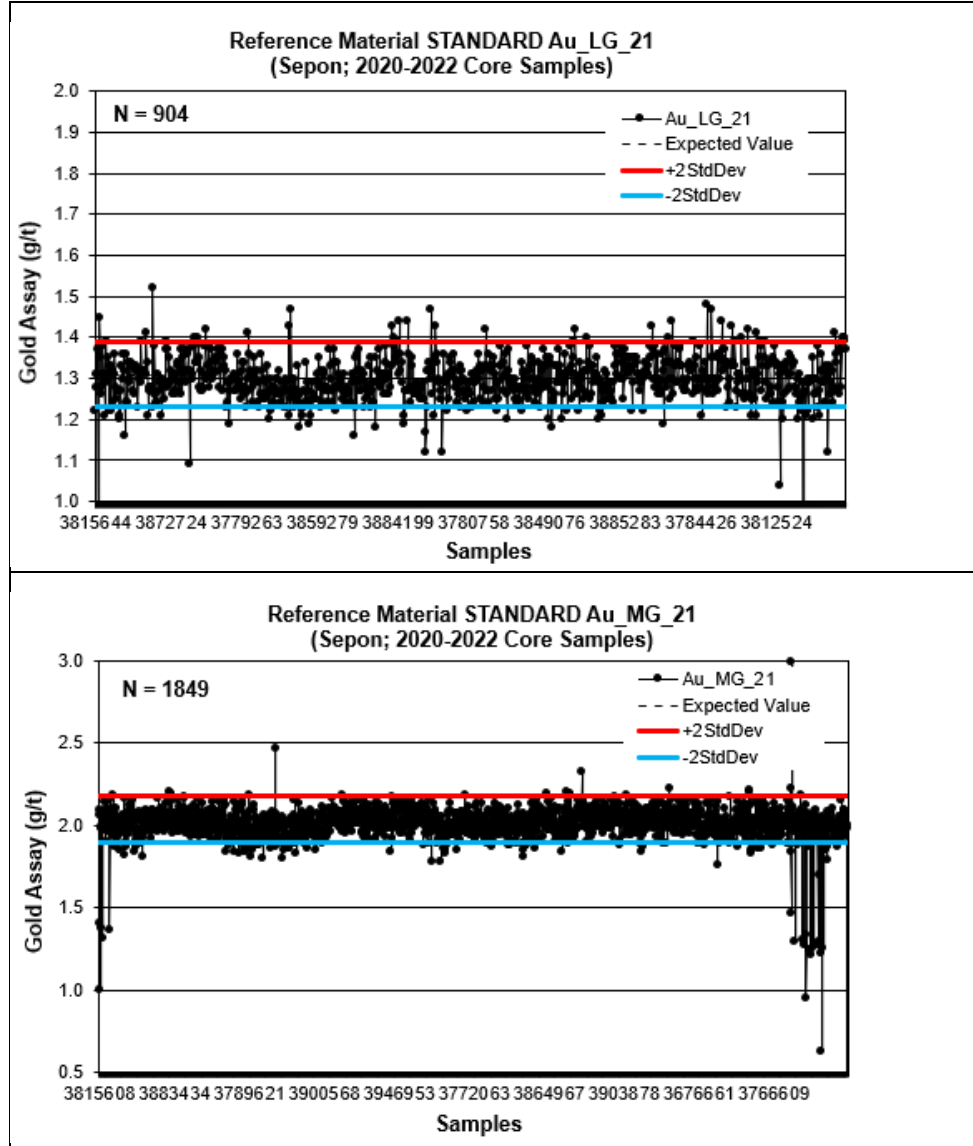 Reference Material STANDARD Au_LG_21
(Sepon; 2020-2022 Core Samples)
2.0
N = 904
Au_LG_21
1.9
Expected Value
1.8
+2StdDev
-2StdDev
1.7
1.6
1.5
1.4
1.3
1.2
1.1
1.0
Gold Assay (g/t)
3815644 3872724 3779263 3859279 3884199 3780758 3849076 3885283 3784426 3812524
Samples
Reference Material STANDARD Au_MG_21
(Sepon; 2020-2022 Core Samples)
3.0
N = 1849
Au_MG_21
Expected Value
+2StdDev
-2StdDev
2.5
2.0
1.5
1.0
0.5
Gold Assay (g/t)
3815608 3883434 3789621 3900568 3946953 3772063 3864967 3903878 3676661 3766609
Samples